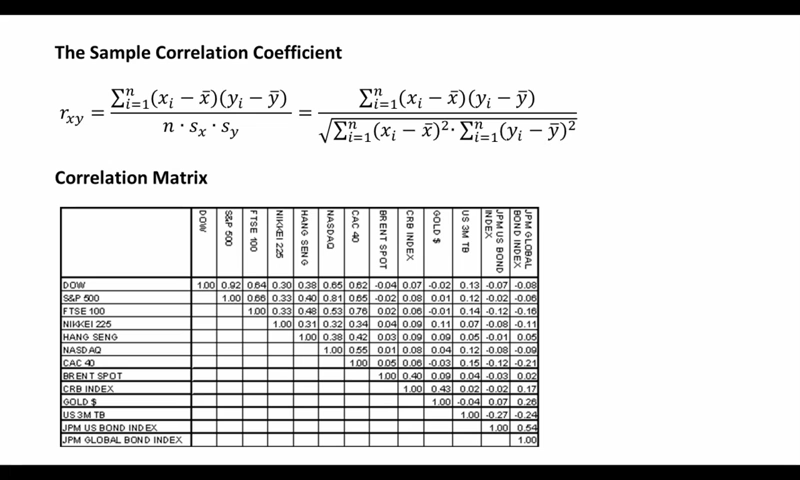 The Sample Correlation Coefficient
r_xy = Σ_{i=1}^{n}(x_i − x̄)(y_i − ȳ) / n · s_x · s_y = Σ_{i=1}^{n}(x_i − x̄)(y_i − ȳ) / √(Σ_{i=1}^{n}(x_i − x̄)² · Σ_{i=1}^{n}(y_i − ȳ)²)
Correlation Matrix
DOW S&P 500 FTSE 100 NIKKEI 225 HANG SENG NASDAQ CAC 40 BRENT SPOT CRB INDEX GOLD $ US 3M TB JPM US BOND INDEX JPM GLOBAL BOND INDEX
DOW 1.00 0.92 0.64 0.30 0.38 0.65 0.62 -0.04 0.07 -0.02 0.13 -0.07 -0.08
S&P 500 1.00 0.66 0.33 0.40 0.81 0.65 -0.02 0.08 0.01 0.12 -0.02 -0.06
FTSE 100 1.00 0.33 0.48 0.53 0.76 0.02 0.06 -0.01 0.14 -0.12 -0.16
NIKKEI 225 1.00 0.31 0.32 0.34 0.04 0.09 0.11 0.07 -0.08 -0.11
HANG SENG 1.00 0.38 0.42 0.03 0.09 0.09 0.05 -0.01 0.05
NASDAQ 1.00 0.55 0.01 0.08 0.04 0.12 -0.08 -0.09
CAC 40 1.00 0.05 0.06 -0.03 0.15 -0.12 -0.21
BRENT SPOT 1.00 0.40 0.09 0.04 -0.03 0.02
CRB INDEX 1.00 0.43 0.02 -0.02 0.17
GOLD $ 1.00 -0.04 0.07 0.26
US 3M TB 1.00 -0.27 -0.24
JPM US BOND INDEX 1.00 0.54
JPM GLOBAL BOND INDEX 1.00